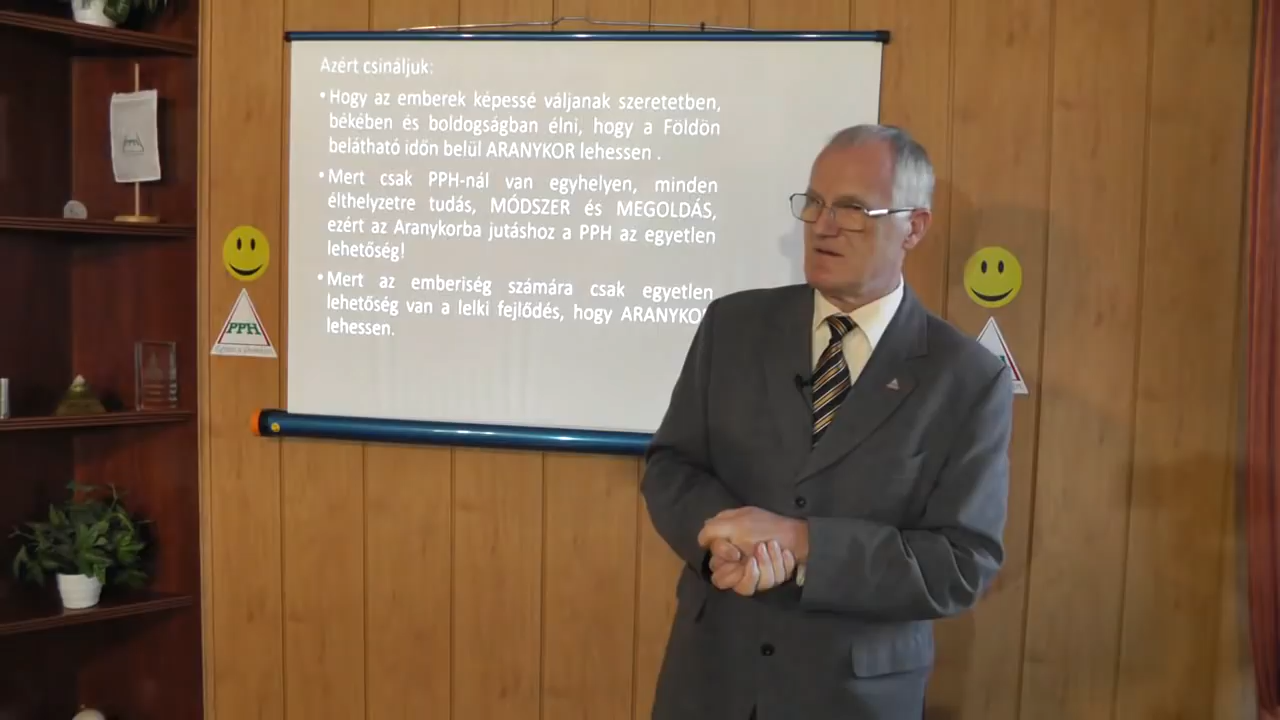 Azért csináljuk:
•Hogy az emberek képessé váljanak szeretetben,
békében és boldogságban élni, hogy a Földön
belátható időn belül ARANYKOR lehessen .
•Mert csak PPH-nál van egyhelyen, minden
élthelyzetre tudás, MÓDSZER és MEGOLDÁS,
ezért az Aranykorba jutáshoz a PPH az egyetlen
lehetőség!
•Mert az emberiség számára csak egyetlen
lehetőség van a lelki fejlődés, hogy ARANYKO
lehessen.
PPH